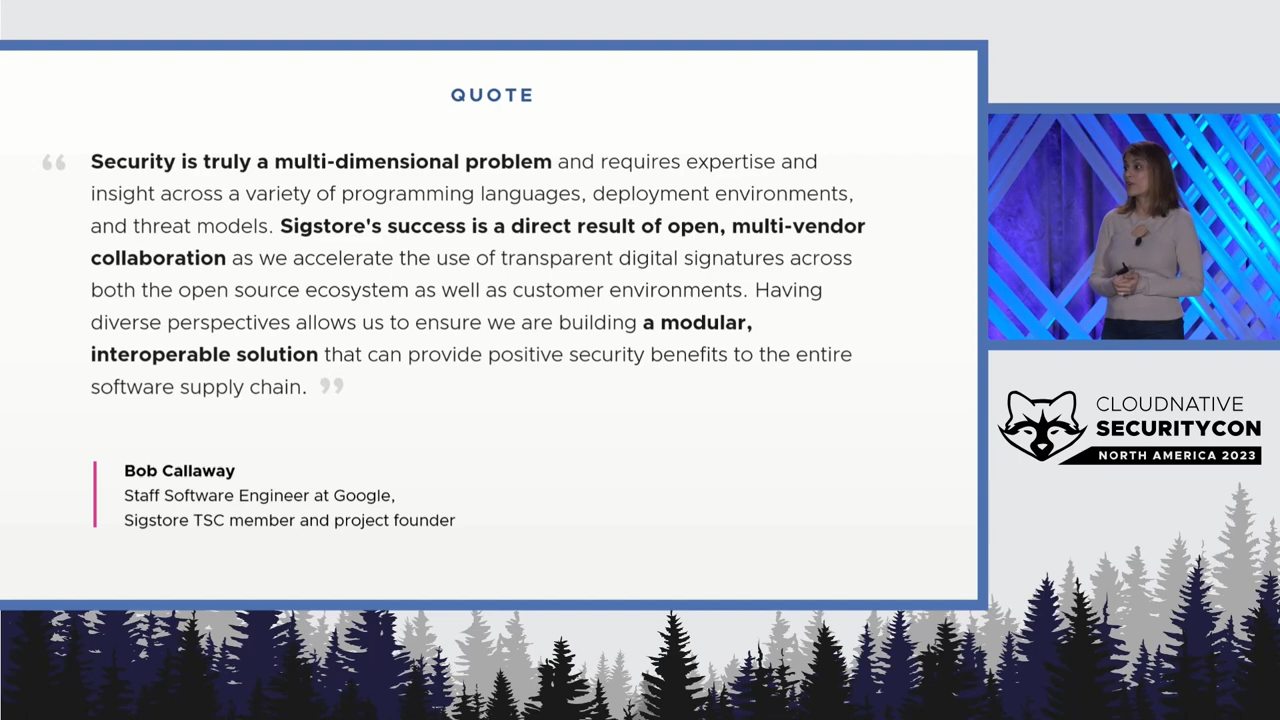 QUOTE
“ Security is truly a multi-dimensional problem and requires expertise and
insight across a variety of programming languages, deployment environments,
and threat models. Sigstore's success is a direct result of open, multi-vendor
collaboration as we accelerate the use of transparent digital signatures across
both the open source ecosystem as well as customer environments. Having
diverse perspectives allows us to ensure we are building a modular,
interoperable solution that can provide positive security benefits to the entire
software supply chain. ”
Bob Callaway
Staff Software Engineer at Google,
Sigstore TSC member and project founder
CLOUDNATIVE
SECURITYCON
NORTH AMERICA 2023